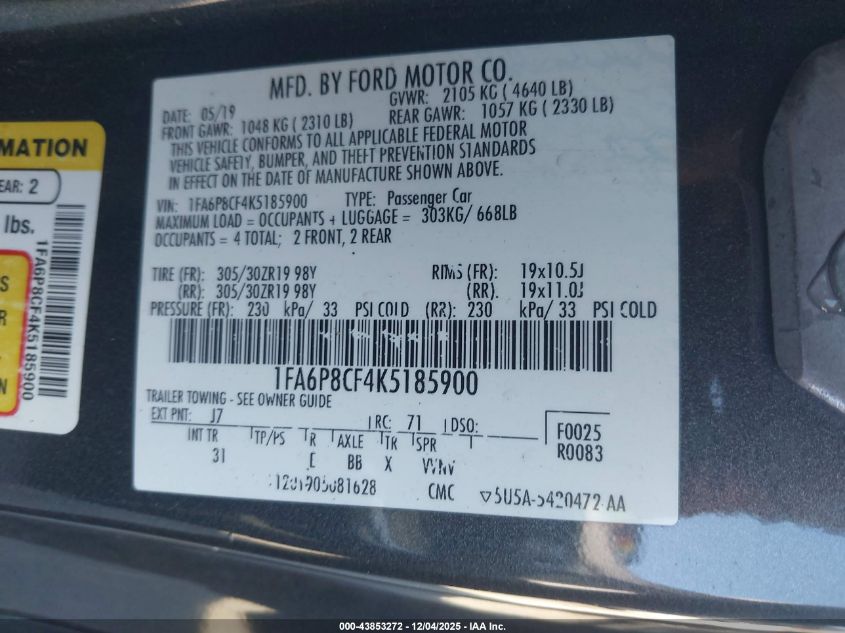 MFD. BY FORD MOTOR CO.
DATE: 05/19
GVWR: 2105 KG ( 4640 LB)
FRONT GAWR: 1048 KG ( 2310 LB)
REAR GAWR: 1057 KG ( 2330 LB)
THIS VEHICLE CONFORMS TO ALL APPLICABLE FEDERAL MOTOR
VEHICLE SAFETY, BUMPER, AND THEFT PREVENTION STANDARDS
IN EFFECT ON THE DATE OF MANUFACTURE SHOWN ABOVE.
VIN: 1FA6P8CF4K5185900 TYPE: Passenger Car
MAXIMUM LOAD = OCCUPANTS + LUGGAGE = 303KG/ 668LB
OCCUPANTS = 4 TOTAL; 2 FRONT, 2 REAR
TIRE (FR): 305/30ZR19 98Y RIMS (FR): 19x10.5J
(RR): 305/30ZR19 98Y (RR). 19x11.0J
PRESSURE (FR): 230 kPa/ 33 PSI COLD (RR): 230 kPa/ 33 PSI COLD
1FA6P8CF4K5185900
TRAILER TOWING - SEE OWNER GUIDE
EXT PNT: J7 RC: 71 DSO:
F0025
R0083
INT TR TP/PS R AXLE TR SPR
31 BB X
CMC
MATION
EAR: 2
lbs.
1FA6P8CF4K5185900
S
R
N
000-43853272 - 12/04/2025 - IAA Inc.